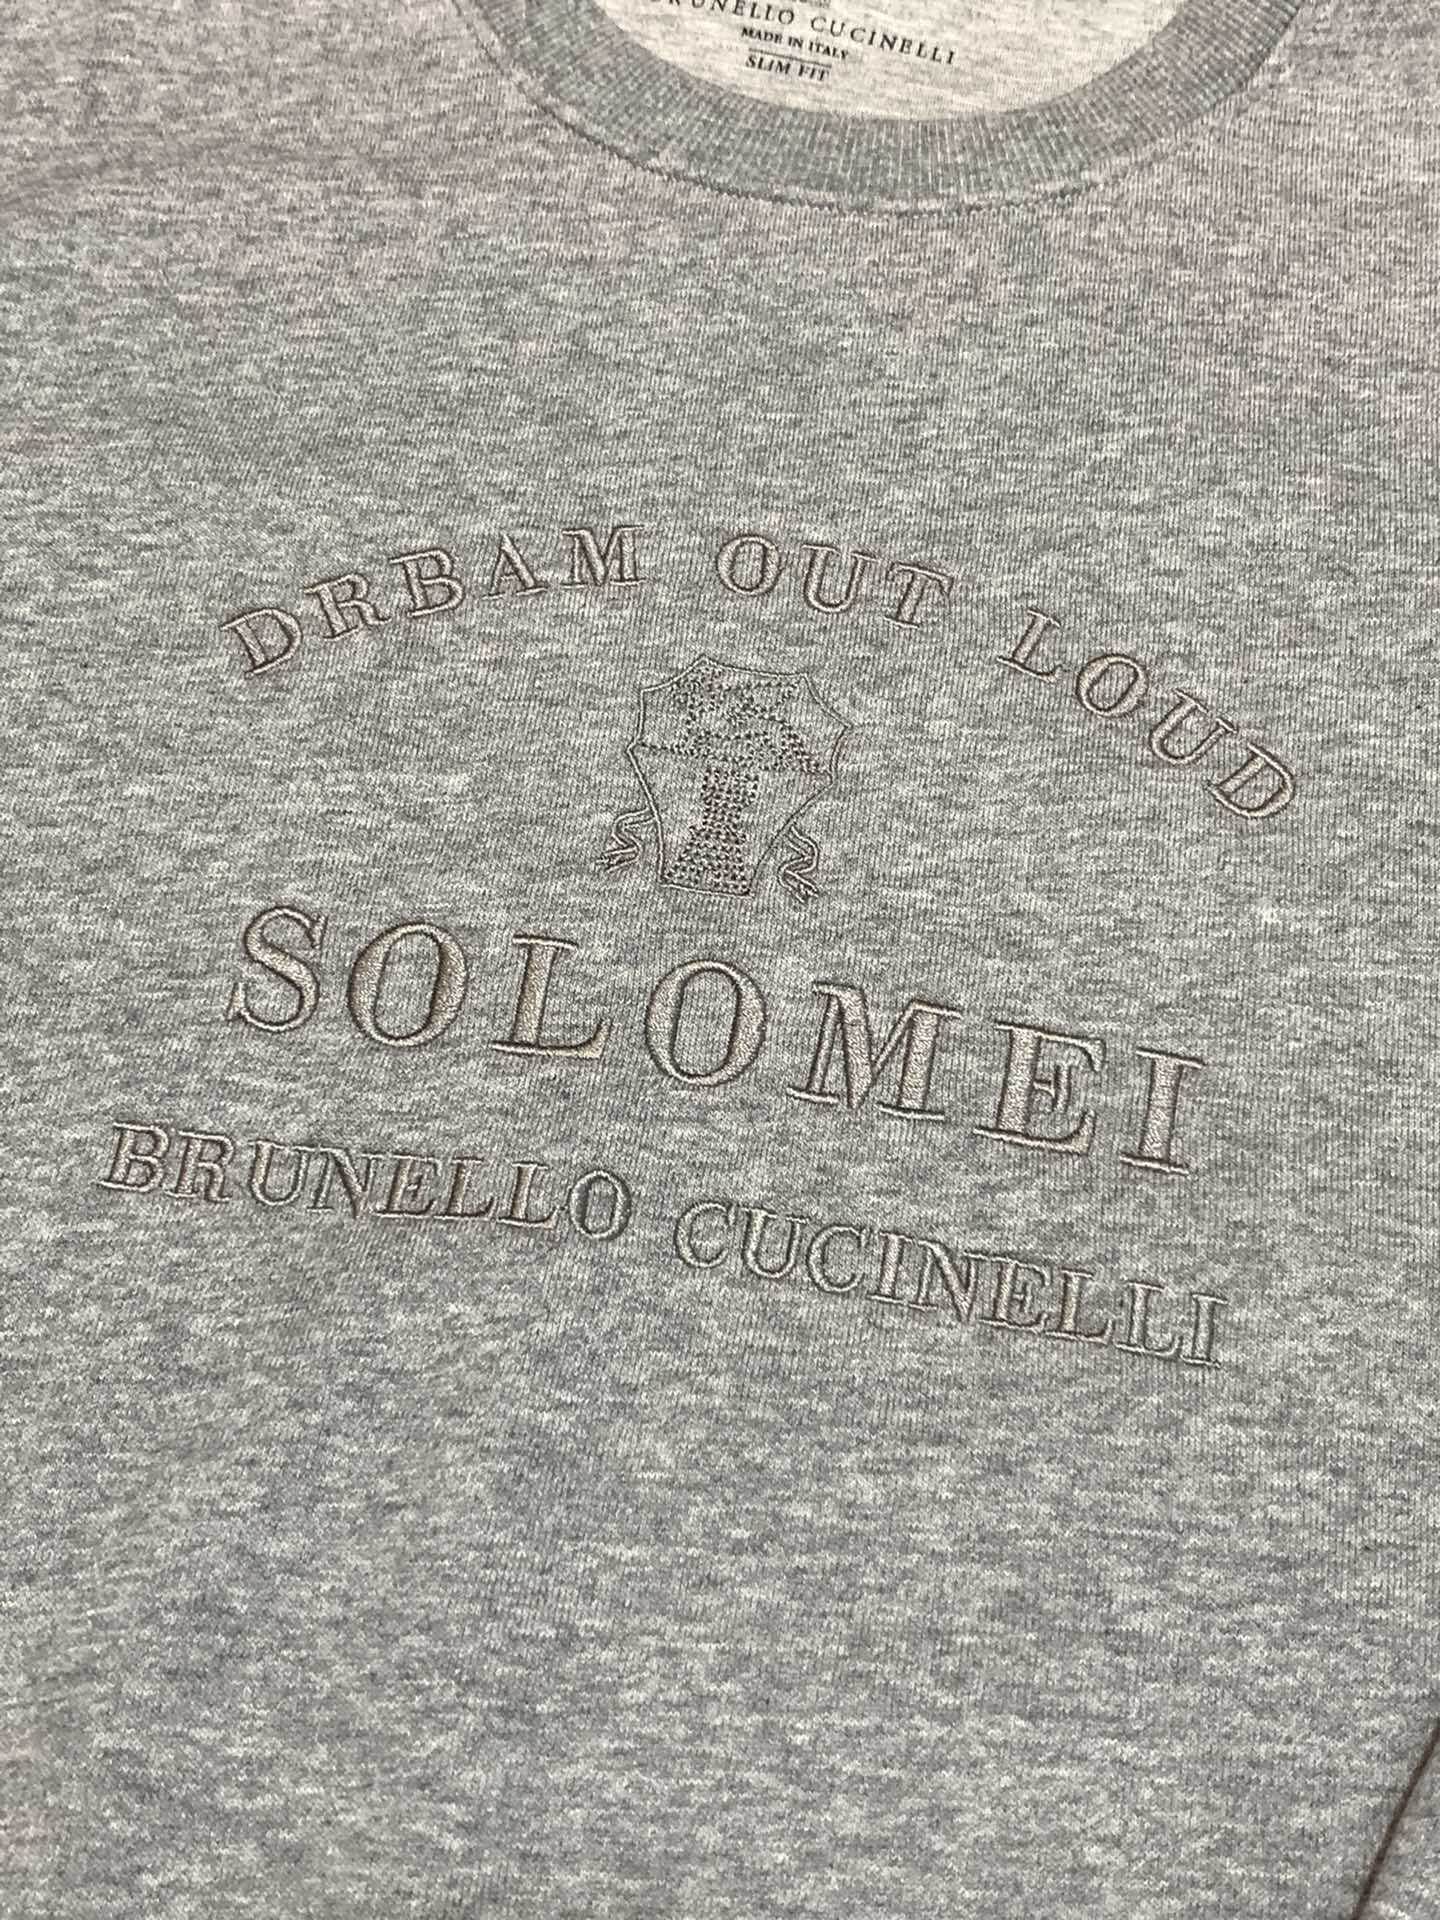 BRUNELLO CUCINELLI
MADE IN ITALY
SLIM FIT
DRBAM OUT LOUD
SOLOMEI
BRUNELLO CUCINELLI